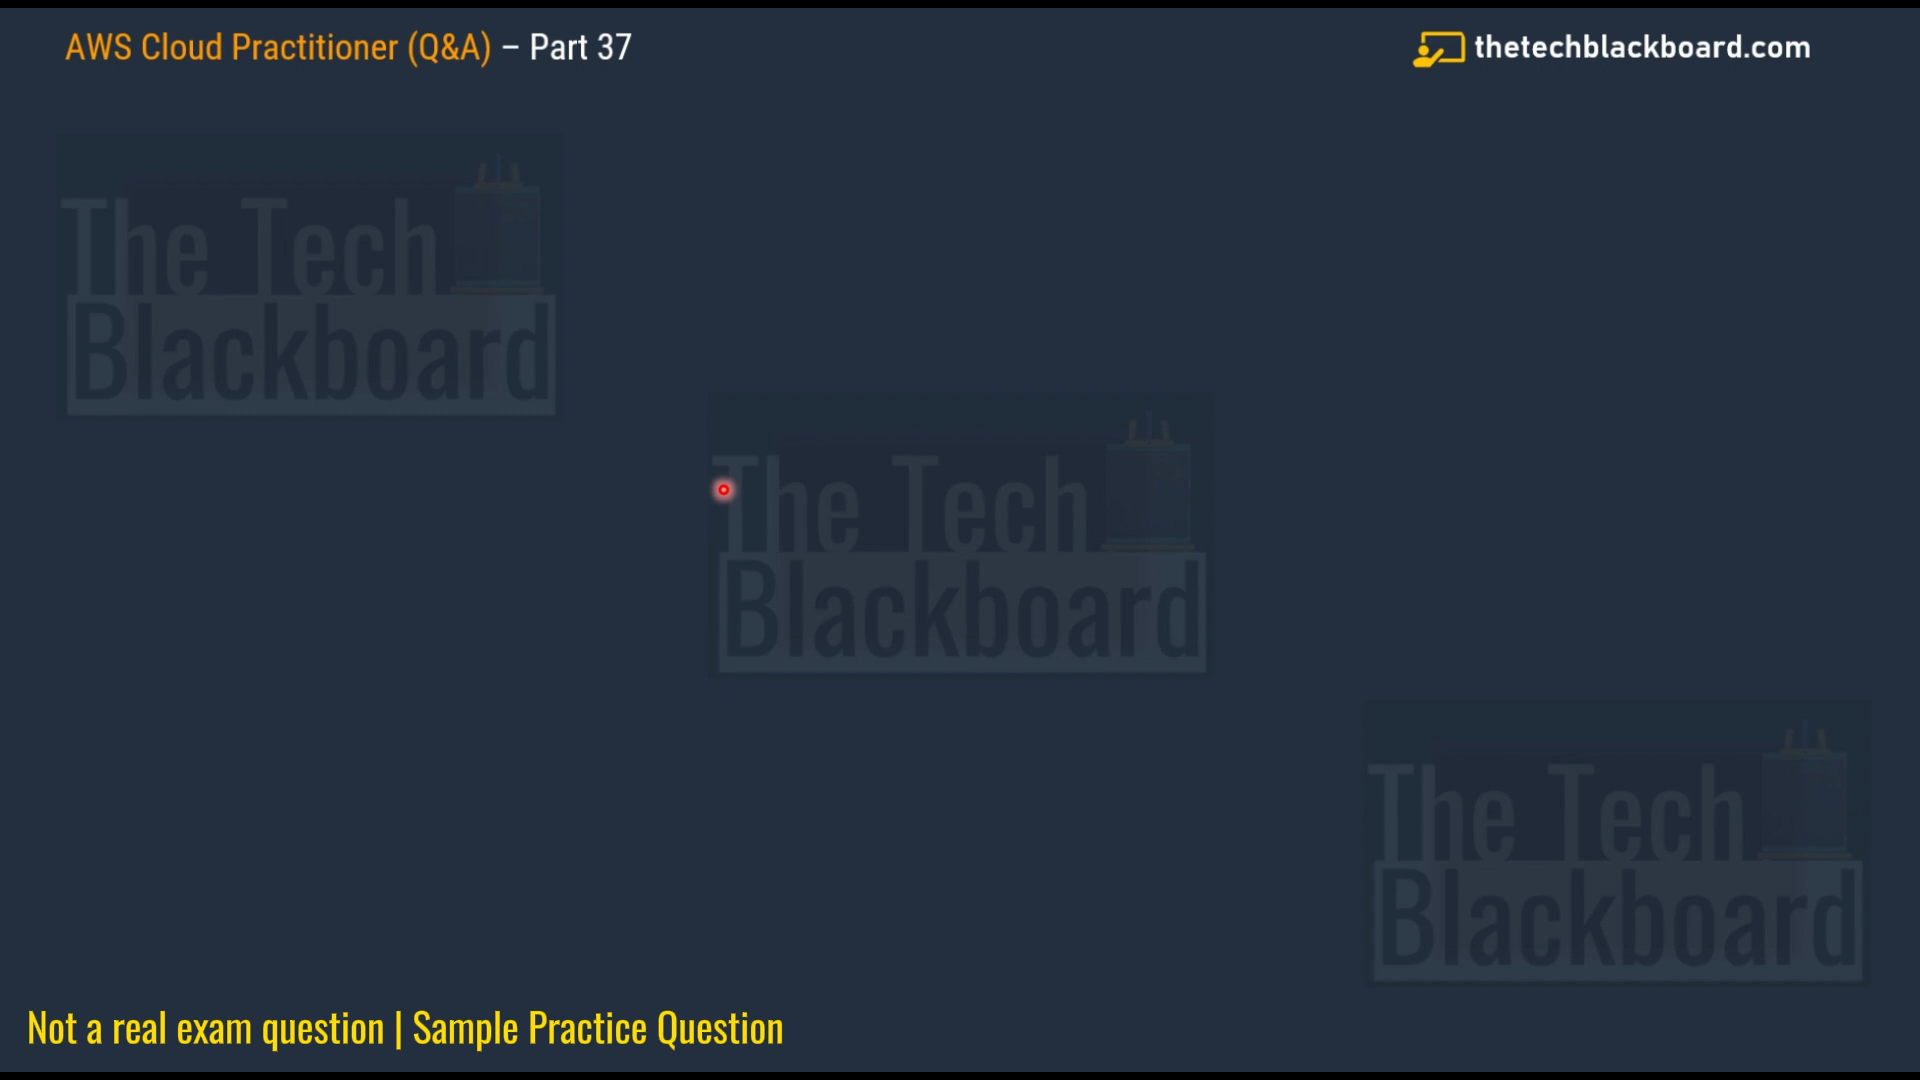 AWS Cloud Practitioner (Q&A) – Part 37
thetechblackboard.com
The Tech
Blackboard
The Tech
Blackboard
The Tech
Blackboard
Not a real exam question | Sample Practice Question